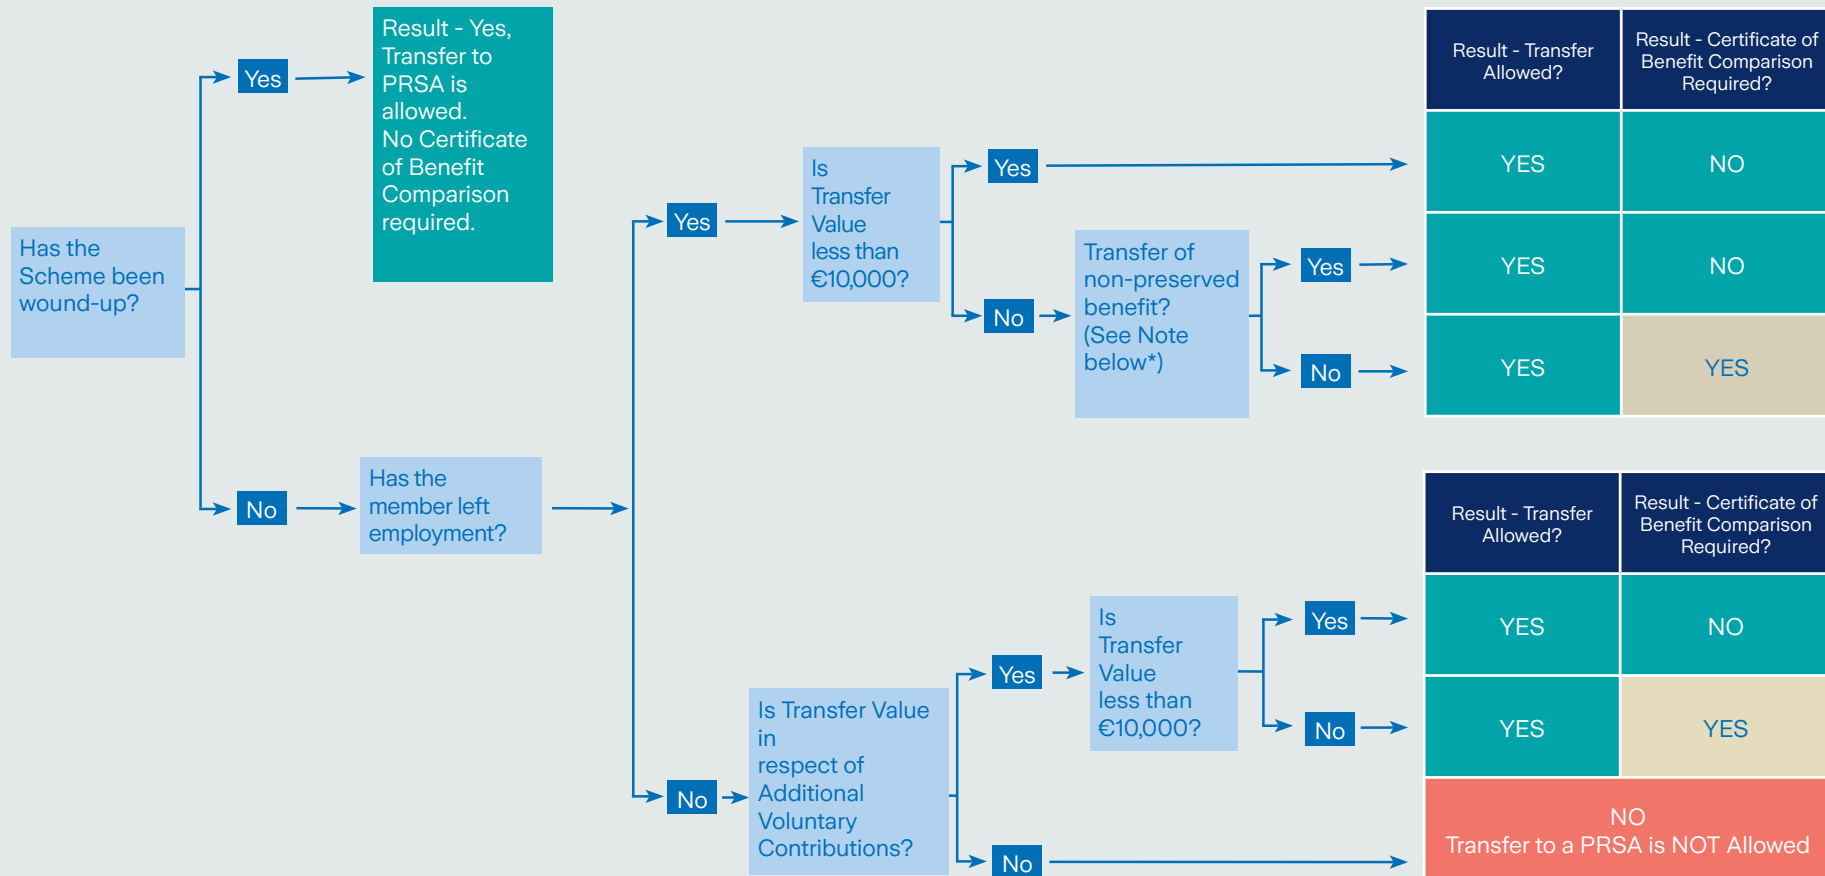 Has the
Scheme been
wound-up?
Yes
Result - Yes,
Transfer to
PRSA is
allowed.
No Certificate
of Benefit
Comparison
required.
No
Has the
member left
employment?
Yes
Is
Transfer
Value
less than
€10,000?
Yes
No
Transfer of
non-preserved
benefit?
(See Note
below*)
Yes
No
Result - Transfer
Allowed?
Result - Certificate of
Benefit Comparison
Required?
YES
NO
YES
NO
YES
YES
No
Is Transfer Value
in
respect of
Additional
Voluntary
Contributions?
Yes
Is
Transfer
Value
less than
€10,000?
Yes
No
No
Result - Transfer
Allowed?
Result - Certificate of
Benefit Comparison
Required?
YES
NO
YES
YES
NO
Transfer to a PRSA is NOT Allowed